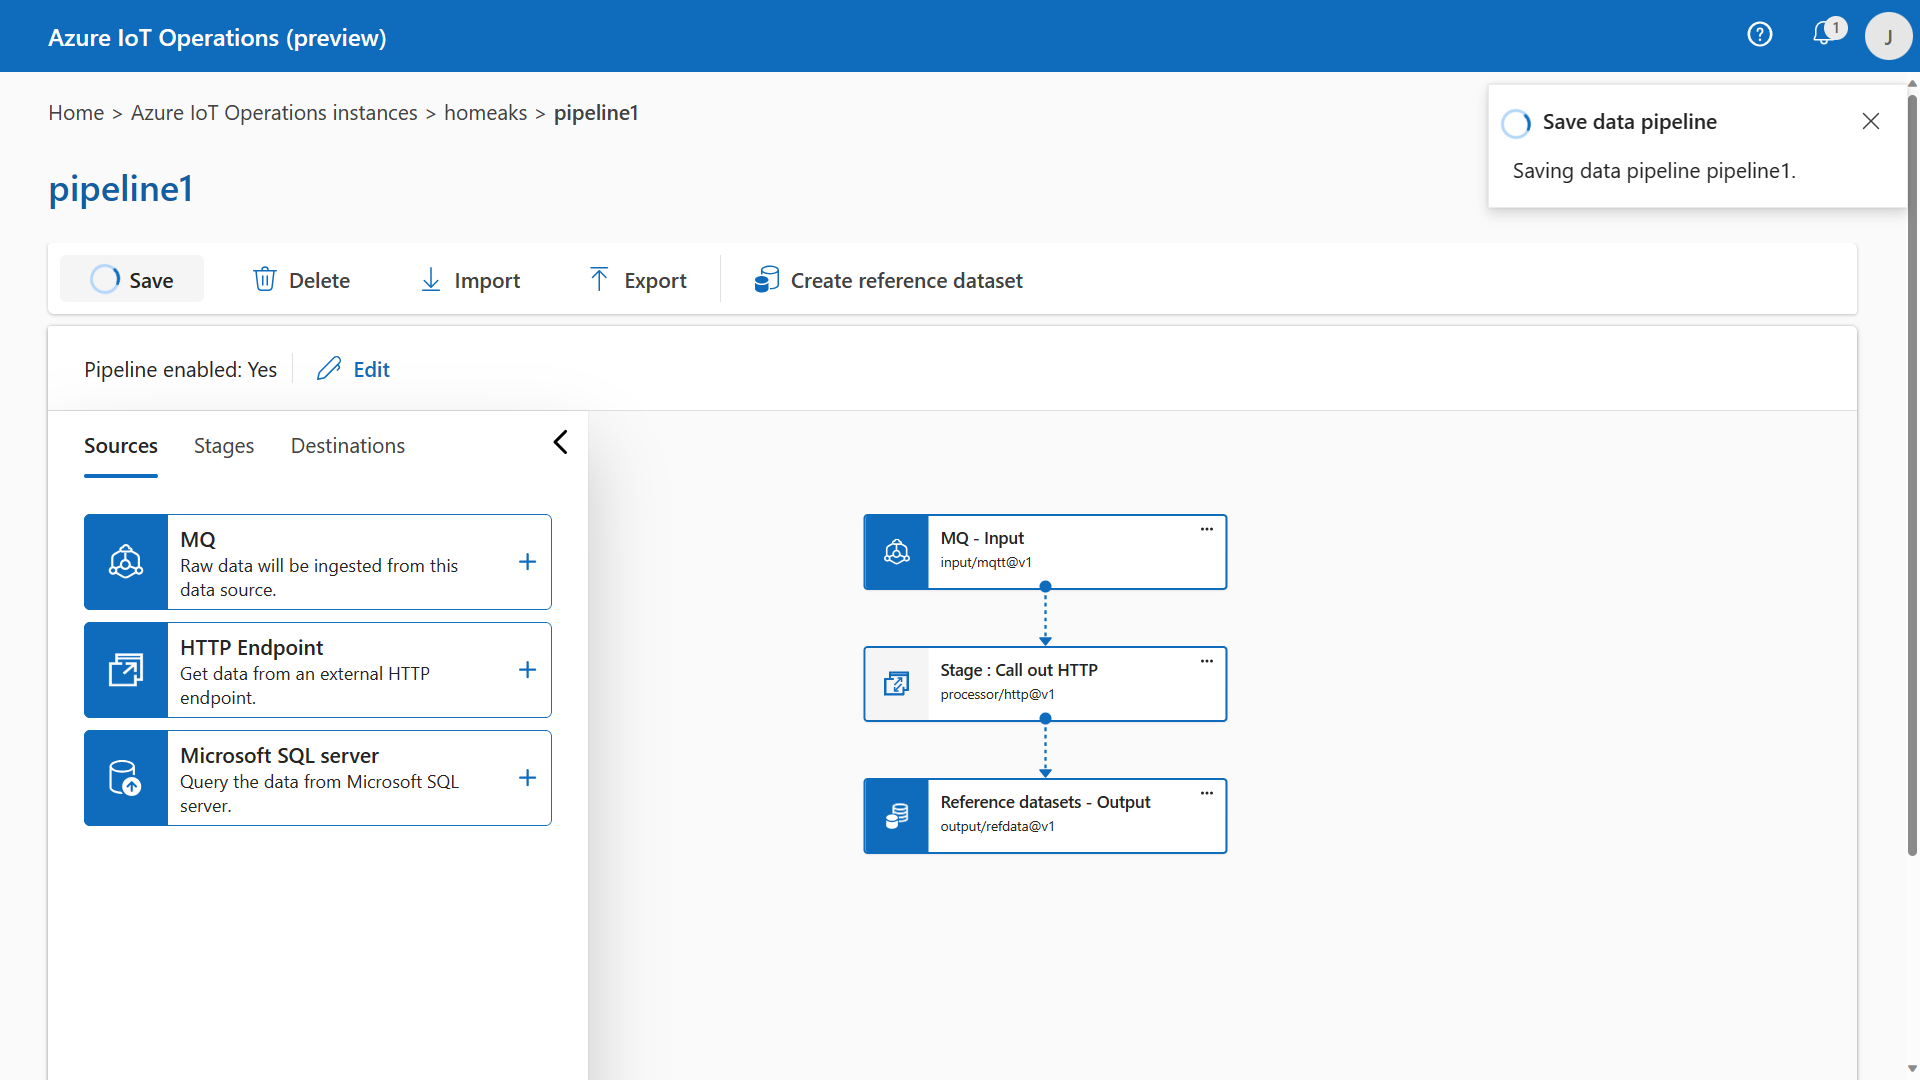 Azure IoT Operations (preview)
1
J
Home > Azure IoT Operations instances > homeaks > pipeline1
Save data pipeline
Saving data pipeline pipeline1.
pipeline1
Save
Delete
Import
Export
Create reference dataset
Pipeline enabled: Yes
Edit
Sources
Stages
Destinations
MQ
Raw data will be ingested from this
data source.
HTTP Endpoint
Get data from an external HTTP
endpoint.
Microsoft SQL server
Query the data from Microsoft SQL
server.
MQ - Input
input/mqtt@v1
Stage : Call out HTTP
processor/http@v1
Reference datasets - Output
output/refdata@v1